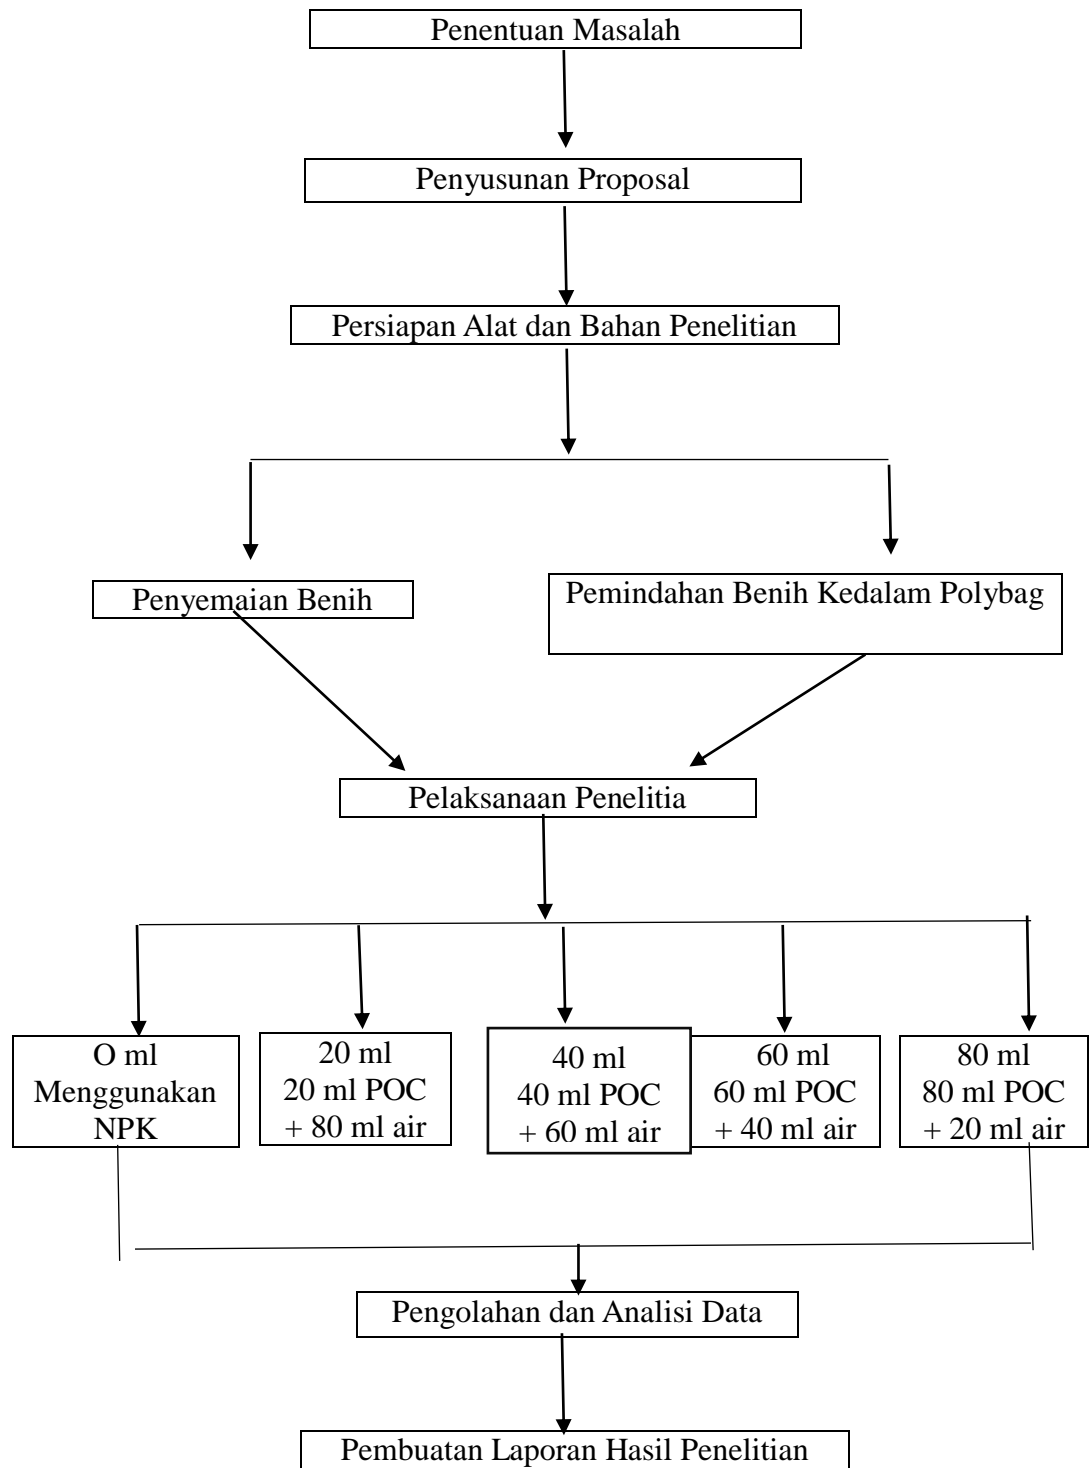 Penentuan Masalah
Penyusunan Proposal
Persiapan Alat dan Bahan Penelitian
Penyemaian Benih
Pemindahan Benih Kedalam Polybag
Pelaksanaan Penelitia
O ml
Menggunakan
NPK
20 ml
20 ml POC
+ 80 ml air
40 ml
40 ml POC
+ 60 ml air
60 ml
60 ml POC
+ 40 ml air
80 ml
80 ml POC
+ 20 ml air
Pengolahan dan Analisi Data
Pembuatan Laporan Hasil Penelitian